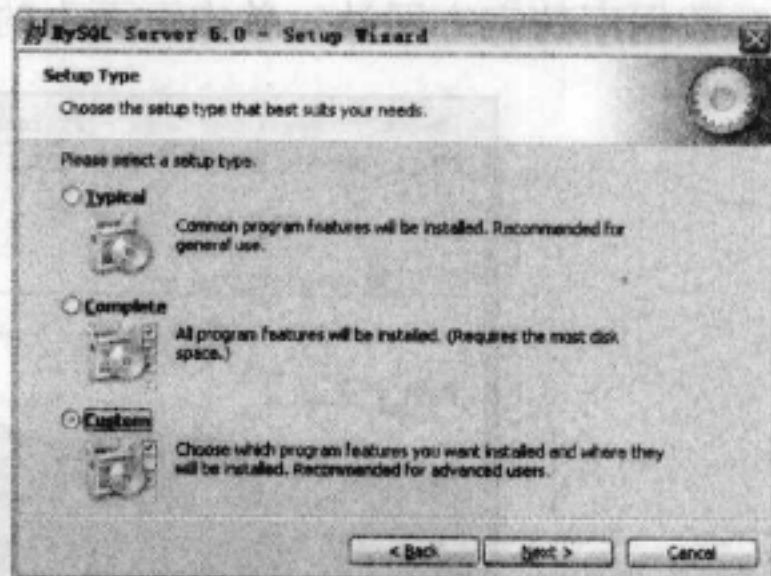 MySQL Server 6.0 - Setup Wizard
Setup Type
Choose the setup type that best suits your needs.
Please select a setup type.
Typical
Common program features will be installed. Recommended for
general use.
Complete
All program features will be installed. (Requires the most disk
space.)
Custom
Choose which program features you want installed and where they
will be installed. Recommended for advanced users.
< Back
Next >
Cancel